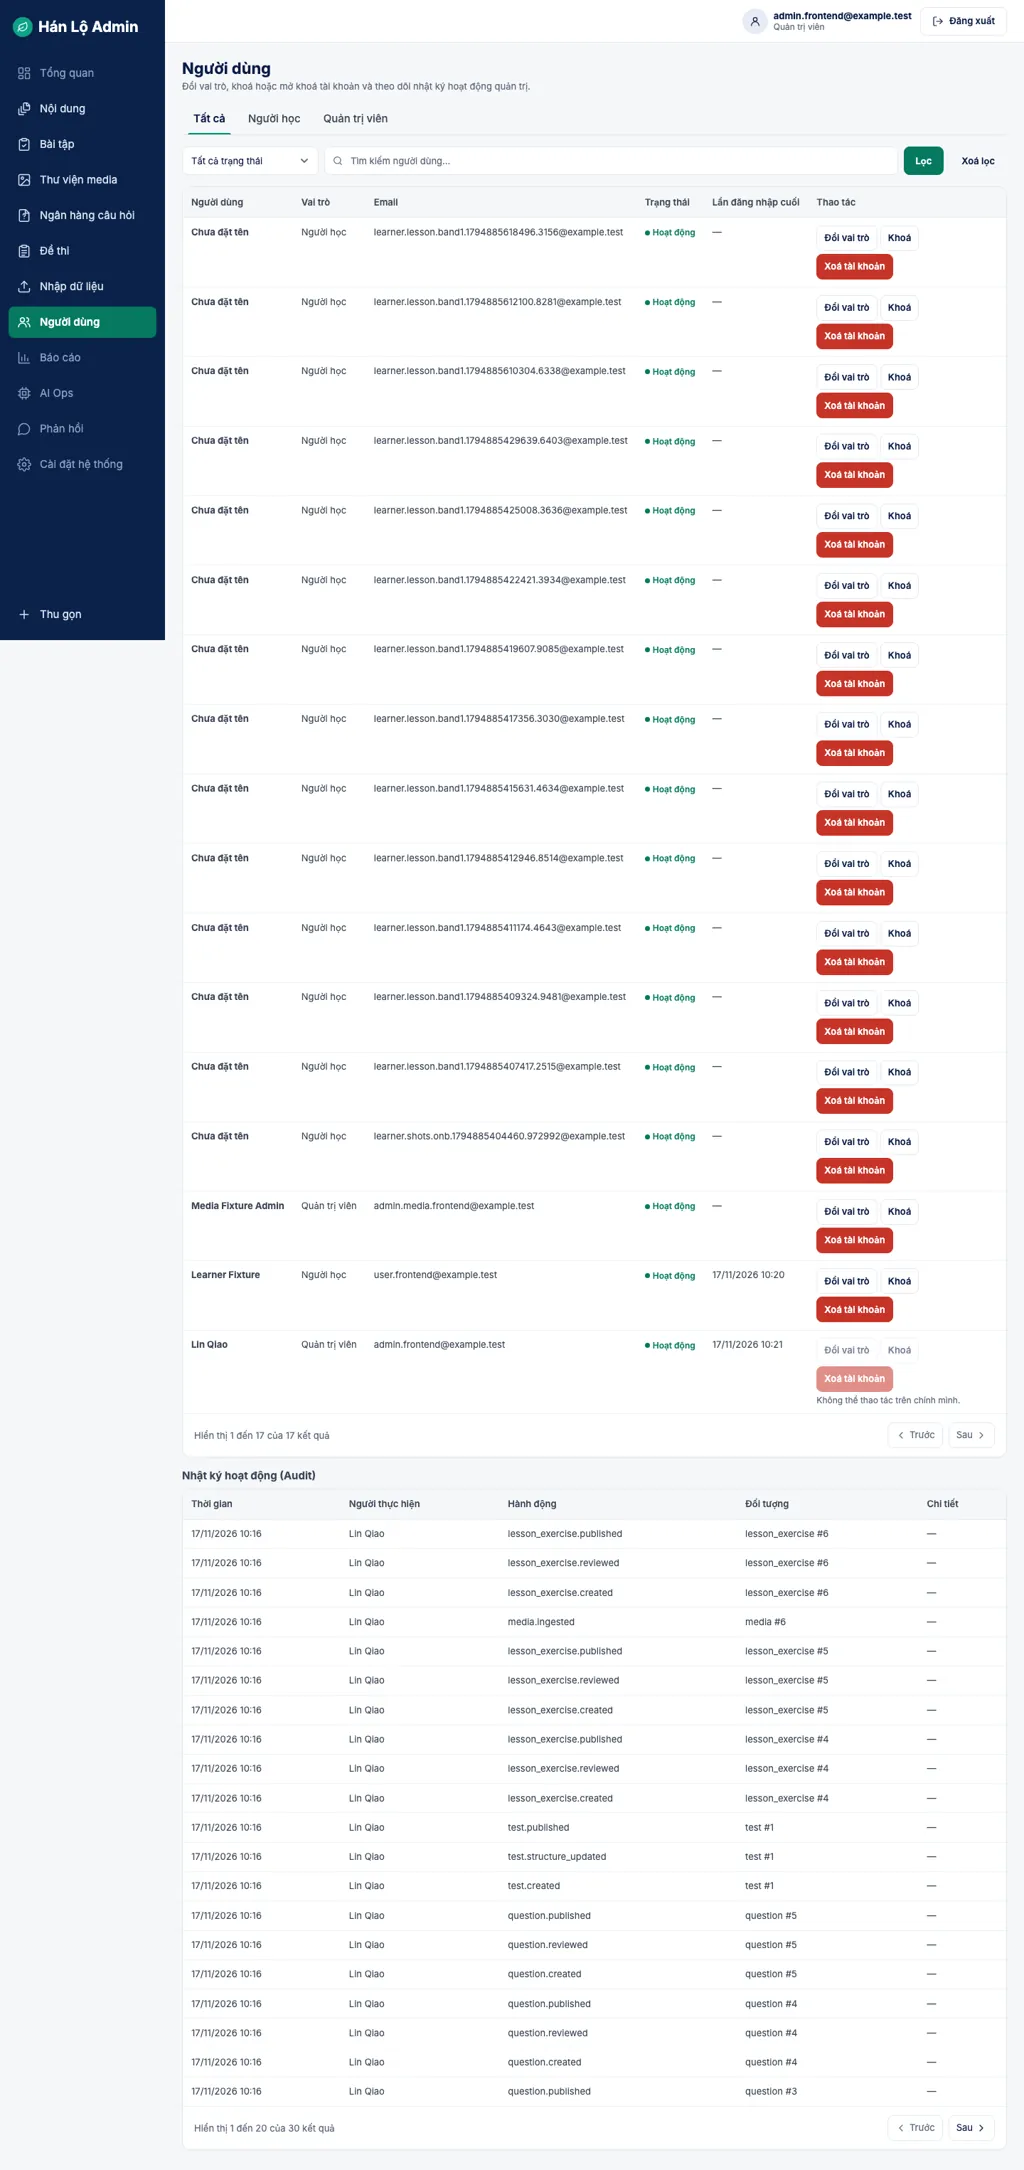 Hán Lộ Admin
Tổng quan
Nội dung
Bài tập
Thư viện media
Ngân hàng câu hỏi
Đề thi
Nhập dữ liệu
Người dùng
Báo cáo
AI Ops
Phản hồi
Cài đặt hệ thống
Thu gọn
admin.frontend@example.test
Quản trị viên
Đăng xuất
Người dùng
Đổi vai trò, khoá hoặc mở khoá tài khoản và theo dõi nhật ký hoạt động quản trị.
Tất cả Người học Quản trị viên
Tất cả trạng thái Tìm kiếm người dùng... Lọc Xoá lọc
Người dùng Vai trò Email Trạng thái Lần đăng nhập cuối Thao tác
Chưa đặt tên Người học learner.lesson.band1.1794885618496.3156@example.test Hoạt động — Đổi vai trò Khoá
Xoá tài khoản
Chưa đặt tên Người học learner.lesson.band1.1794885612100.8281@example.test Hoạt động — Đổi vai trò Khoá
Xoá tài khoản
Chưa đặt tên Người học learner.lesson.band1.1794885610304.6338@example.test Hoạt động — Đổi vai trò Khoá
Xoá tài khoản
Chưa đặt tên Người học learner.lesson.band1.1794885429639.6403@example.test Hoạt động — Đổi vai trò Khoá
Xoá tài khoản
Chưa đặt tên Người học learner.lesson.band1.1794885425008.3636@example.test Hoạt động — Đổi vai trò Khoá
Xoá tài khoản
Chưa đặt tên Người học learner.lesson.band1.1794885422421.3934@example.test Hoạt động — Đổi vai trò Khoá
Xoá tài khoản
Chưa đặt tên Người học learner.lesson.band1.1794885419607.9085@example.test Hoạt động — Đổi vai trò Khoá
Xoá tài khoản
Chưa đặt tên Người học learner.lesson.band1.1794885417356.3030@example.test Hoạt động — Đổi vai trò Khoá
Xoá tài khoản
Chưa đặt tên Người học learner.lesson.band1.1794885415631.4634@example.test Hoạt động — Đổi vai trò Khoá
Xoá tài khoản
Chưa đặt tên Người học learner.lesson.band1.1794885412946.8514@example.test Hoạt động — Đổi vai trò Khoá
Xoá tài khoản
Chưa đặt tên Người học learner.lesson.band1.1794885411174.4643@example.test Hoạt động — Đổi vai trò Khoá
Xoá tài khoản
Chưa đặt tên Người học learner.lesson.band1.1794885409324.9481@example.test Hoạt động — Đổi vai trò Khoá
Xoá tài khoản
Chưa đặt tên Người học learner.lesson.band1.1794885407417.2515@example.test Hoạt động — Đổi vai trò Khoá
Xoá tài khoản
Chưa đặt tên Người học learner.shots.onb.1794885404460.972992@example.test Hoạt động — Đổi vai trò Khoá
Xoá tài khoản
Media Fixture Admin Quản trị viên admin.media.frontend@example.test Hoạt động — Đổi vai trò Khoá
Xoá tài khoản
Learner Fixture Người học user.frontend@example.test Hoạt động 17/11/2026 10:20 Đổi vai trò Khoá
Xoá tài khoản
Lin Qiao Quản trị viên admin.frontend@example.test Hoạt động 17/11/2026 10:21 Đổi vai trò Khoá
Xoá tài khoản
Không thể thao tác trên chính mình.
Hiển thị 1 đến 17 của 17 kết quả Trước Sau
Nhật ký hoạt động (Audit)
Thời gian Người thực hiện Hành động Đối tượng Chi tiết
17/11/2026 10:16 Lin Qiao lesson_exercise.published lesson_exercise #6 —
17/11/2026 10:16 Lin Qiao lesson_exercise.reviewed lesson_exercise #6 —
17/11/2026 10:16 Lin Qiao lesson_exercise.created lesson_exercise #6 —
17/11/2026 10:16 Lin Qiao media.ingested media #6 —
17/11/2026 10:16 Lin Qiao lesson_exercise.published lesson_exercise #5 —
17/11/2026 10:16 Lin Qiao lesson_exercise.reviewed lesson_exercise #5 —
17/11/2026 10:16 Lin Qiao lesson_exercise.created lesson_exercise #5 —
17/11/2026 10:16 Lin Qiao lesson_exercise.published lesson_exercise #4 —
17/11/2026 10:16 Lin Qiao lesson_exercise.reviewed lesson_exercise #4 —
17/11/2026 10:16 Lin Qiao lesson_exercise.created lesson_exercise #4 —
17/11/2026 10:16 Lin Qiao test.published test #1 —
17/11/2026 10:16 Lin Qiao test.structure_updated test #1 —
17/11/2026 10:16 Lin Qiao test.created test #1 —
17/11/2026 10:16 Lin Qiao question.published question #5 —
17/11/2026 10:16 Lin Qiao question.reviewed question #5 —
17/11/2026 10:16 Lin Qiao question.created question #5 —
17/11/2026 10:16 Lin Qiao question.published question #4 —
17/11/2026 10:16 Lin Qiao question.reviewed question #4 —
17/11/2026 10:16 Lin Qiao question.created question #4 —
17/11/2026 10:16 Lin Qiao question.published question #3 —
Hiển thị 1 đến 20 của 30 kết quả Trước Sau